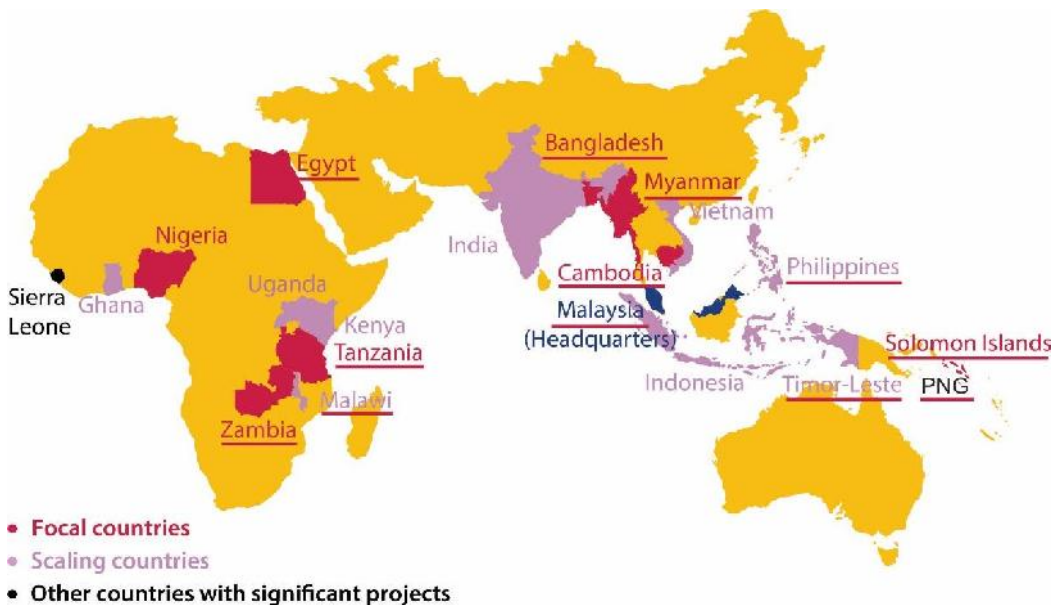 Bangladesh
Egypt
Myanmar
Vietnam
Nigeria
India
Philippines
Uganda
Cambodia
Sierra
Leone
Ghana
Malaysia
(Headquarters)
Kenya
Tanzania
Solomon Islands
Indonesia
Timor-Leste
PNG
Malawi
Zambia
• Focal countries
• Scaling countries
• Other countries with significant projects